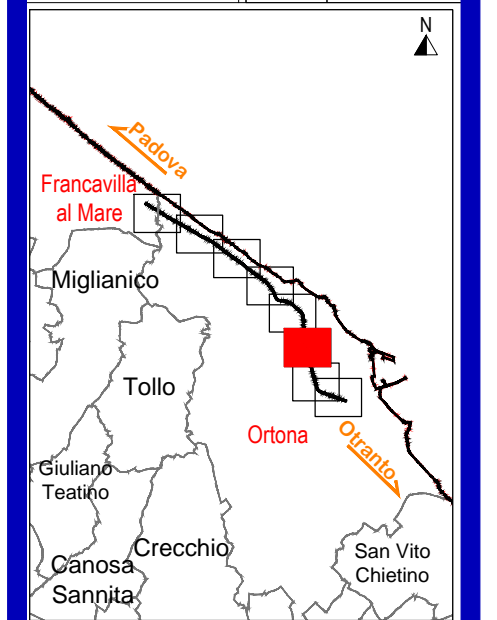 N
Padova
Francavilla
al Mare
Miglianico
Tollo
Ortona
Otranto
Giuliano
Teatino
Crecchio
San Vito
Chietino
Canosa
Sannita